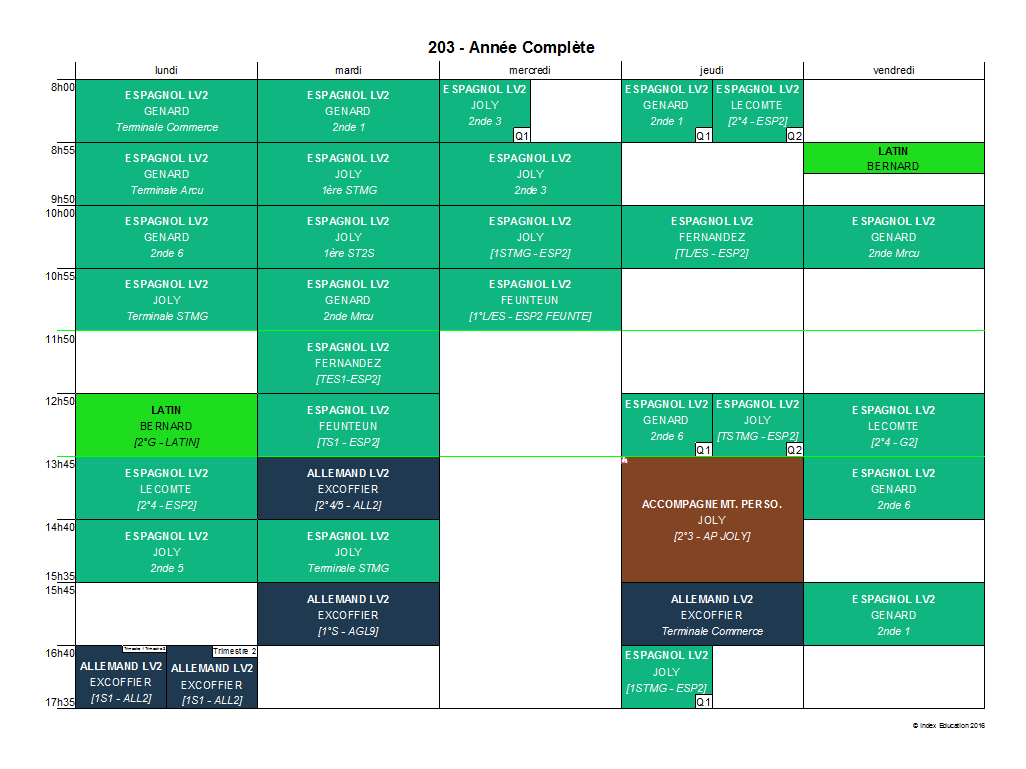 203 - Année Complète
lundi mardi mercredi jeudi vendredi
8h00
ESPAGNOL LV2
GENARD
Terminale Commerce
ESPAGNOL LV2
GENARD
2nde 1
ESPAGNOL LV2
JOLY
2nde 3
Q1
ESPAGNOL LV2
GENARD
2nde 1
Q1
ESPAGNOL LV2
LECOMTE
[2°4 - ESP2]
Q2
8h55
ESPAGNOL LV2
GENARD
Terminale Arcu
ESPAGNOL LV2
JOLY
1ère STMG
ESPAGNOL LV2
JOLY
2nde 3
LATIN
BERNARD
9h50
10h00
ESPAGNOL LV2
GENARD
2nde 6
ESPAGNOL LV2
JOLY
1ère ST2S
ESPAGNOL LV2
JOLY
[1STMG - ESP2]
ESPAGNOL LV2
FERNANDEZ
[TL/ES - ESP2]
ESPAGNOL LV2
GENARD
2nde Mrcu
10h55
ESPAGNOL LV2
JOLY
Terminale STMG
ESPAGNOL LV2
GENARD
2nde Mrcu
ESPAGNOL LV2
FEUNTEUN
[1°L/ES - ESP2 FEUNTE]
11h50
ESPAGNOL LV2
FERNANDEZ
[TES1-ESP2]
12h50
LATIN
BERNARD
[2°G - LATIN]
ESPAGNOL LV2
FEUNTEUN
[TS1 - ESP2]
ESPAGNOL LV2
GENARD
2nde 6
Q1
ESPAGNOL LV2
JOLY
[TSTMG - ESP2]
Q2
ESPAGNOL LV2
LECOMTE
[2°4 - G2]
13h45
ESPAGNOL LV2
LECOMTE
[2°4 - ESP2]
ALLEMAND LV2
EXCOFFIER
[2°4/5 - ALL2]
ACCOMPAGNEMT. PERSO.
JOLY
[2°3 - AP JOLY]
ESPAGNOL LV2
GENARD
2nde 6
14h40
ESPAGNOL LV2
JOLY
2nde 5
ESPAGNOL LV2
JOLY
Terminale STMG
15h35
15h45
ALLEMAND LV2
EXCOFFIER
[1°S - AGL9]
ALLEMAND LV2
EXCOFFIER
Terminale Commerce
ESPAGNOL LV2
GENARD
2nde 1
16h40
ALLEMAND LV2
EXCOFFIER
[1S1 - ALL2]
Trimestre 2
ALLEMAND LV2
EXCOFFIER
[1S1 - ALL2]
ESPAGNOL LV2
JOLY
[1STMG - ESP2]
Q1
17h35
© Index Education 2016